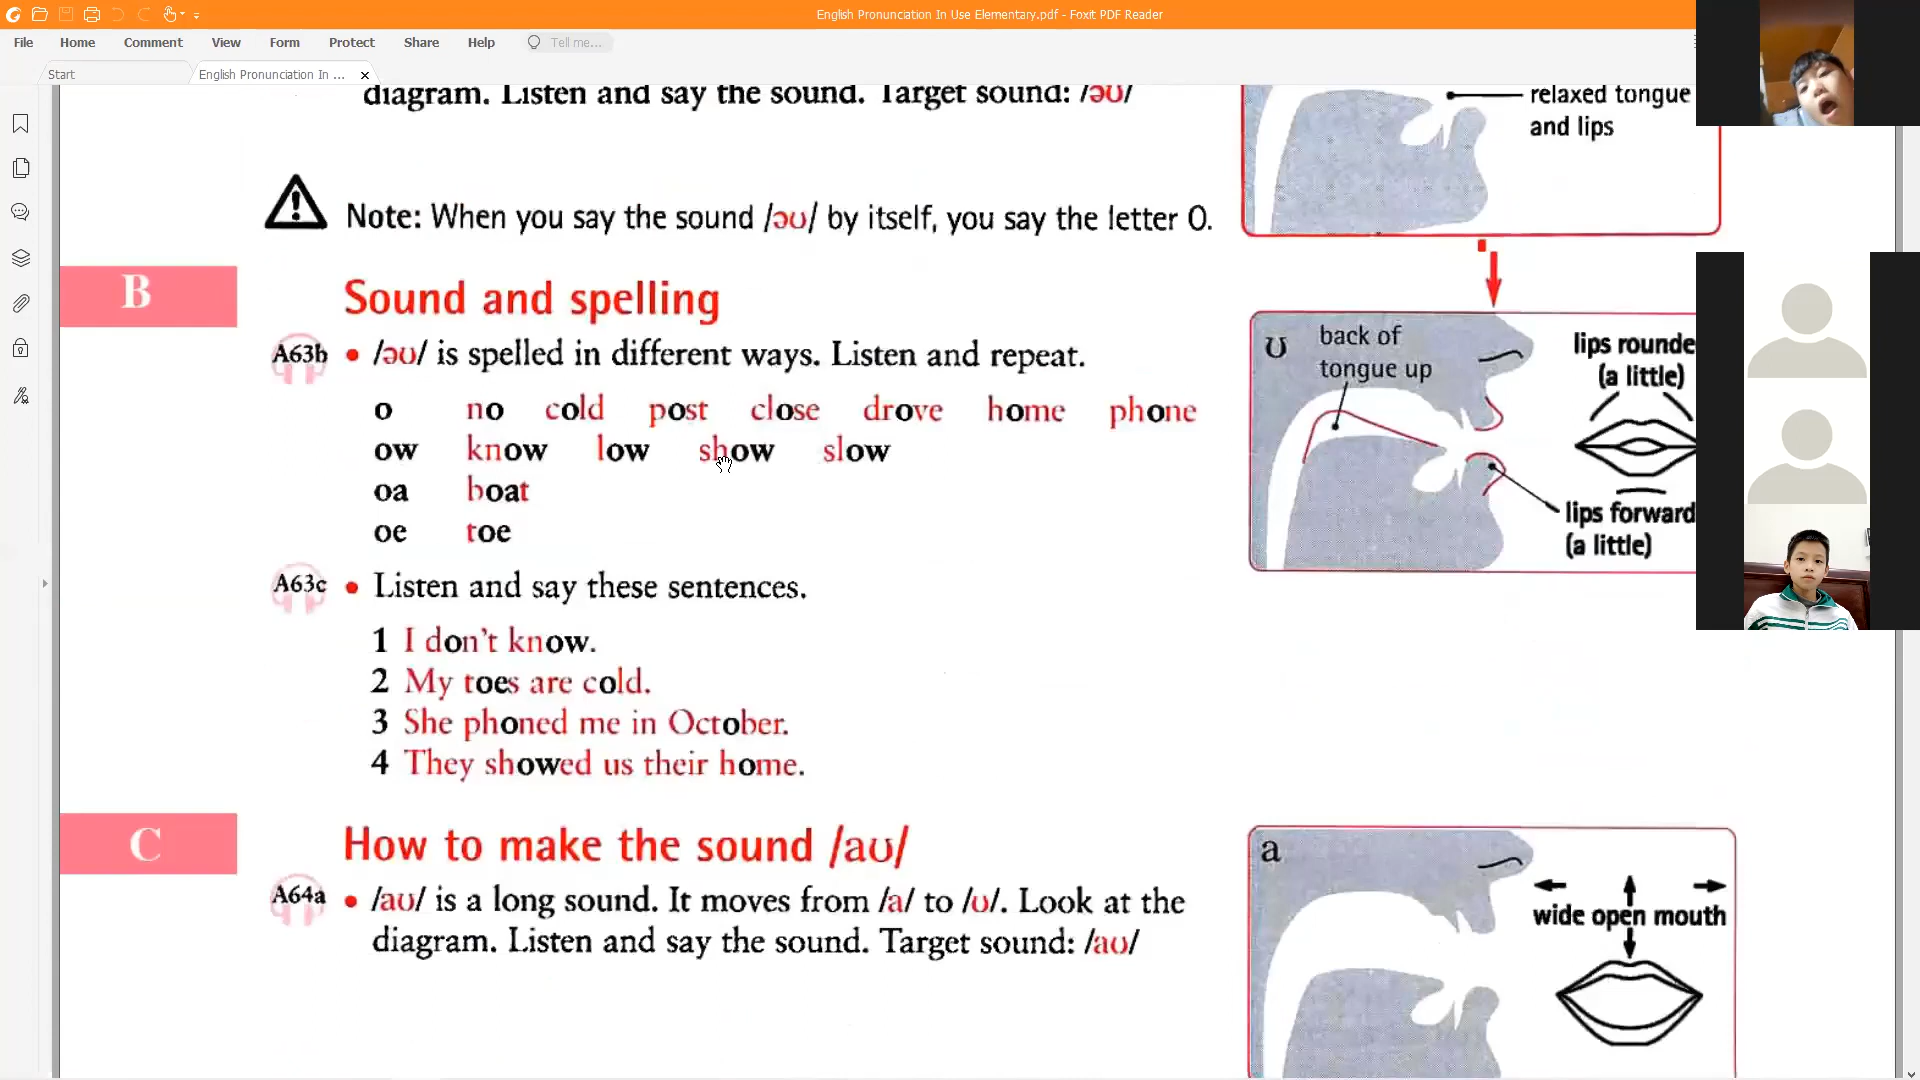 English Pronunciation In Use Elementary.pdf - Foxit PDF Reader
File Home Comment View Form Protect Share Help Tell me...
Start English Pronunciation In ...
diagram. Listen and say the sound. Target sound: /əʊ/
relaxed tongue
and lips
Note: When you say the sound /əʊ/ by itself, you say the letter O.
B
Sound and spelling
A63b • /əʊ/ is spelled in different ways. Listen and repeat.
o no cold post close drove home phone
ow know low show slow
oa boat
oe toe
A63c • Listen and say these sentences.
1 I don't know.
2 My toes are cold.
3 She phoned me in October.
4 They showed us their home.
ʊ
back of
tongue up
lips rounde
(a little)
lips forward
(a little)
C
How to make the sound /aʊ/
A64a • /aʊ/ is a long sound. It moves from /a/ to /ʊ/. Look at the
diagram. Listen and say the sound. Target sound: /aʊ/
a
wide open mouth